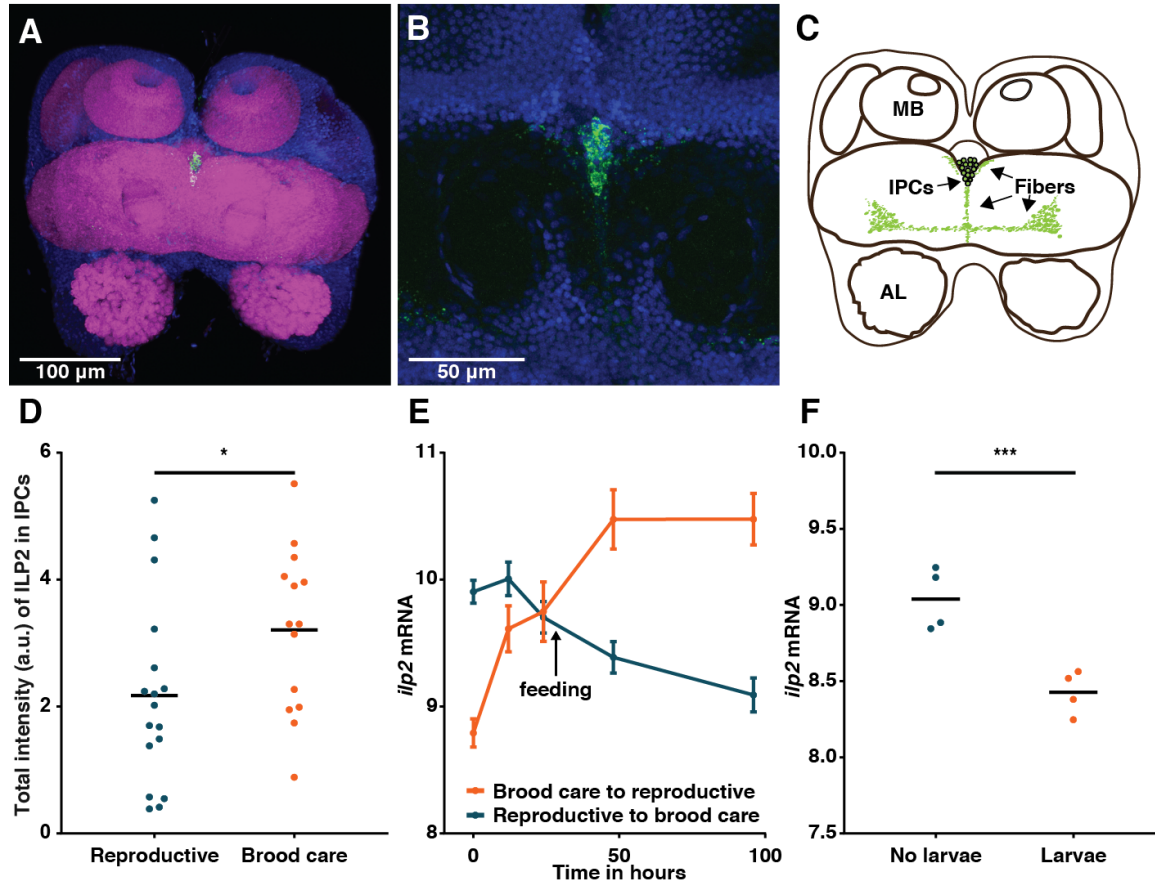 A
B
C
MB
IPCs
Fibers
AL
100 µm
50 µm
D
E
F
Total intensity (a.u.) of ILP2 in IPCs
6
4
2
0
*
Reproductive
Brood care
ilp2 mRNA
11
10
9
8
feeding
Brood care to reproductive
Reproductive to brood care
0
50
100
Time in hours
ilp2 mRNA
10.0
9.5
9.0
8.5
8.0
7.5
***
No larvae
Larvae